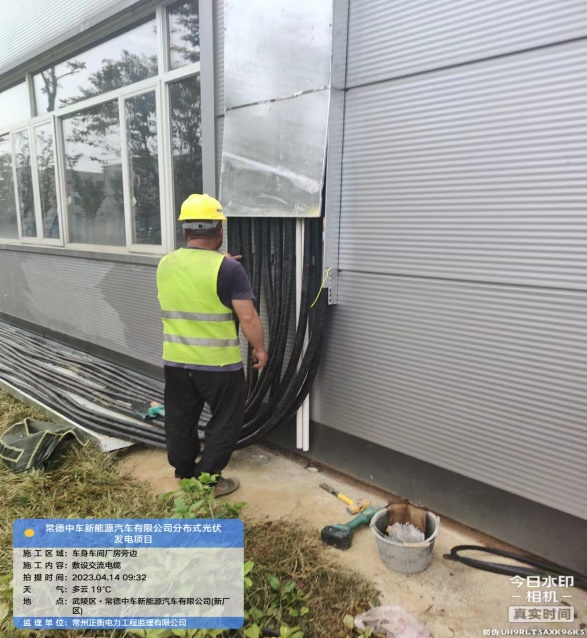 常德中车新能源汽车有限公司分布式光伏
发电项目
施工区域：车身车间厂房旁边
施工内容：敷设交流电缆
拍摄时间：2023.04.14 09:32
天　　气：多云 19℃
地　　点：武陵区·常德中车新能源汽车有限公司(新厂
区)
监理单位：常州正衡电力工程监理有限公司
今日水印
相机
真实时间
防伪